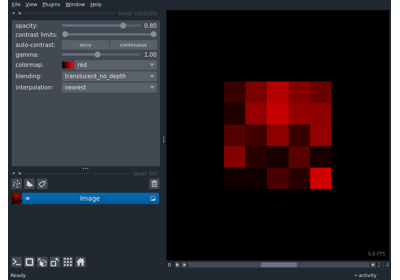 File View Plugins Window Help
layer controls
opacity: 0.80
contrast limits:
auto-contrast: once continuous
gamma: 1.00
colormap: red
blending: translucent_no_depth
interpolation: nearest
layer list
Image
0.8 FPS
0 2 4
Ready activity